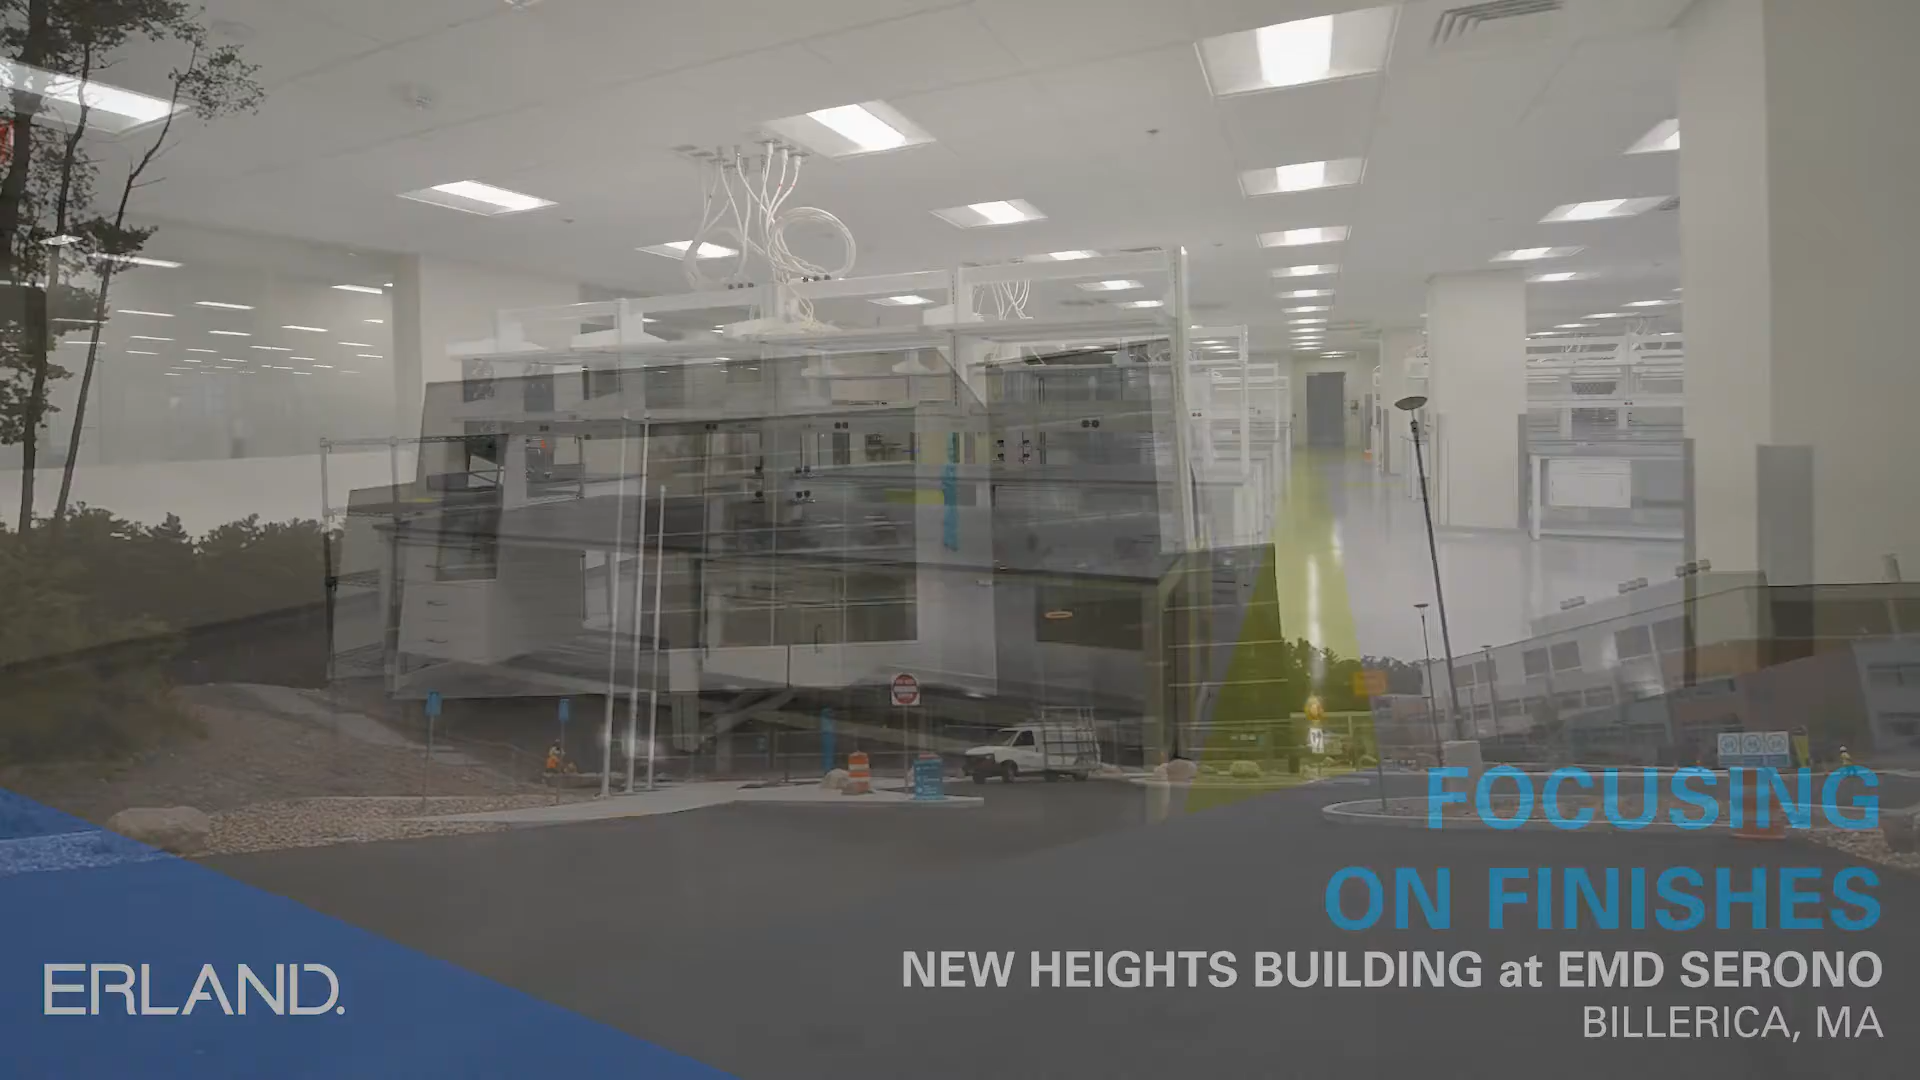 FOCUSING
ON FINISHES
NEW HEIGHTS BUILDING at EMD SERONO
BILLERICA, MA
ERLAND.